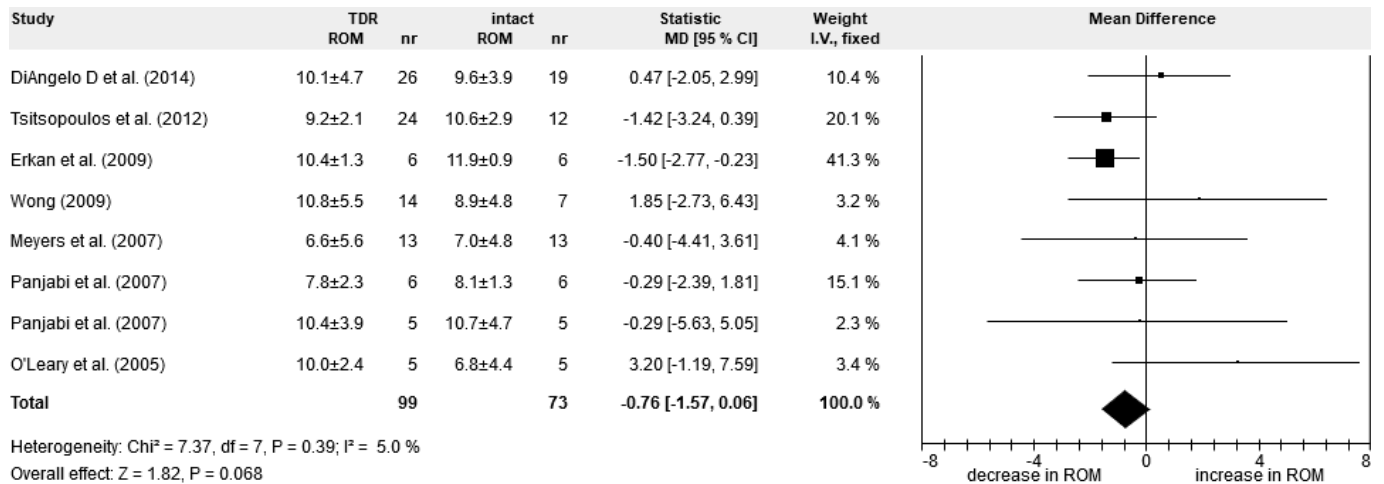 Study TDR intact Statistic Weight Mean Difference
ROM nr ROM nr MD [95 % CI] I.V., fixed
DiAngelo D et al. (2014) 10.1±4.7 26 9.6±3.9 19 0.47 [-2.05, 2.99] 10.4 %
Tsitsopoulos et al. (2012) 9.2±2.1 24 10.6±2.9 12 -1.42 [-3.24, 0.39] 20.1 %
Erkan et al. (2009) 10.4±1.3 6 11.9±0.9 6 -1.50 [-2.77, -0.23] 41.3 %
Wong (2009) 10.8±5.5 14 8.9±4.8 7 1.85 [-2.73, 6.43] 3.2 %
Meyers et al. (2007) 6.6±5.6 13 7.0±4.8 13 -0.40 [-4.41, 3.61] 4.1 %
Panjabi et al. (2007) 7.8±2.3 6 8.1±1.3 6 -0.29 [-2.39, 1.81] 15.1 %
Panjabi et al. (2007) 10.4±3.9 5 10.7±4.7 5 -0.29 [-5.63, 5.05] 2.3 %
O'Leary et al. (2005) 10.0±2.4 5 6.8±4.4 5 3.20 [-1.19, 7.59] 3.4 %
Total 99 73 -0.76 [-1.57, 0.06] 100.0 %
Heterogeneity: Chi² = 7.37, df = 7, P = 0.39; I² = 5.0 %
Overall effect: Z = 1.82, P = 0.068
-8 -4 0 4 8
decrease in ROM increase in ROM